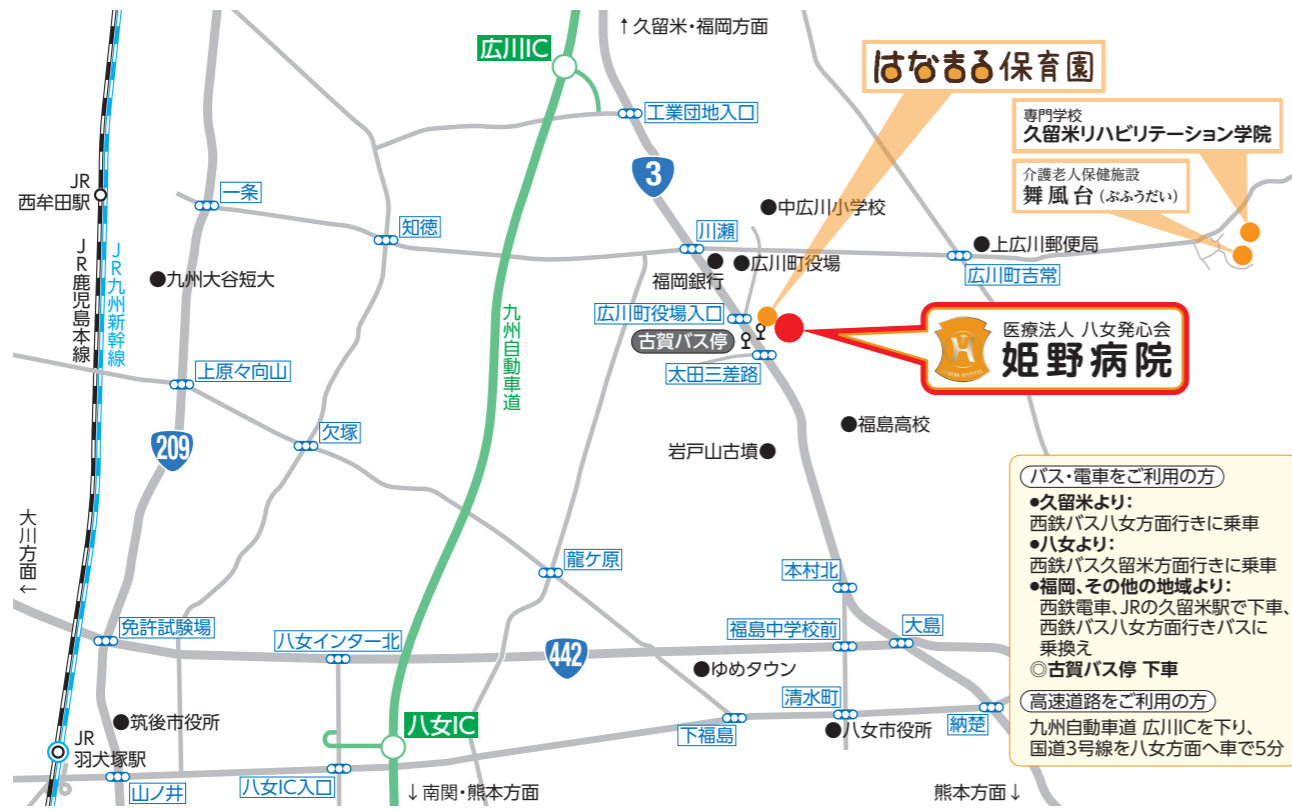 ↑久留米・福岡方面
広川IC
はなまる保育園
工業団地入口
専門学校
久留米リハビリテーション学院
3
介護老人保健施設
舞風台(ぶふうだい)
JR
西牟田駅
一条
知徳
中広川小学校
川瀬
上広川郵便局
広川町役場
福岡銀行
広川町吉常
九州大谷短大
JR鹿児島本線
JR九州新幹線
九州自動車道
広川町役場入口
古賀バス停
太田三差路
H
医療法人 八女発心会
姫野病院
上原々向山
欠塚
209
福島高校
岩戸山古墳
大川方面←
龍ケ原
本村北
免許試験場
八女インター北
442
福島中学校前
大島
ゆめタウン
筑後市役所
八女IC
清水町
下福島
八女市役所
納楚
JR
羽犬塚駅
山ノ井
八女IC入口
↓南関・熊本方面
熊本方面↓
バス・電車をご利用の方
●久留米より:
西鉄バス八女方面行きに乗車
●八女より:
西鉄バス久留米方面行きに乗車
●福岡、その他の地域より:
西鉄電車、JRの久留米駅で下車、
西鉄バス八女方面行きバスに
乗換え
◎古賀バス停 下車
高速道路をご利用の方
九州自動車道 広川ICを下り、
国道3号線を八女方面へ車で5分